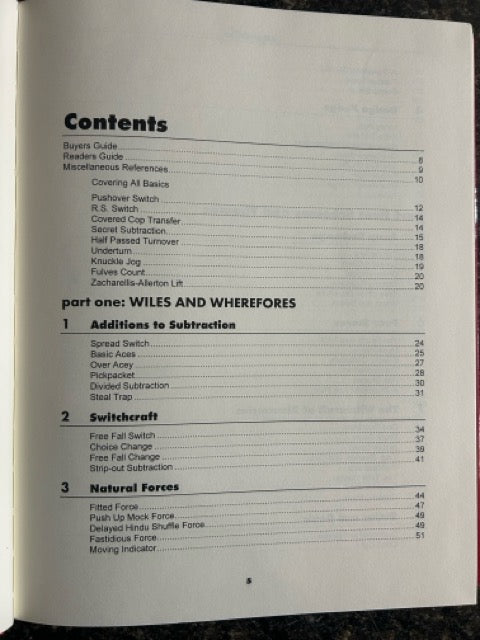 Contents
Buyers Guide 8
Readers Guide 9
Miscellaneous References 10
Covering All Basics
Pushover Switch 12
R.S. Switch 14
Covered Cop Transfer 14
Secret Subtraction 15
Half Passed Turnover 18
Underturn 18
Knuckle Jog 19
Fulves Count 20
Zacharellis-Allerton Lift 20
part one: WILES AND WHEREFORES
1 Additions to Subtraction
Spread Switch 24
Basic Aces 25
Over Acey 27
Pickpacket 28
Divided Subtraction 30
Steal Trap 31
2 Switchcraft
Free Fall Switch 34
Choice Change 37
Free Fall Change 39
Strip-out Subtraction 41
3 Natural Forces
Fitted Force 44
Push Up Mock Force 47
Delayed Hindu Shuffle Force 49
Fastidious Force 49
Moving Indicator 51
5